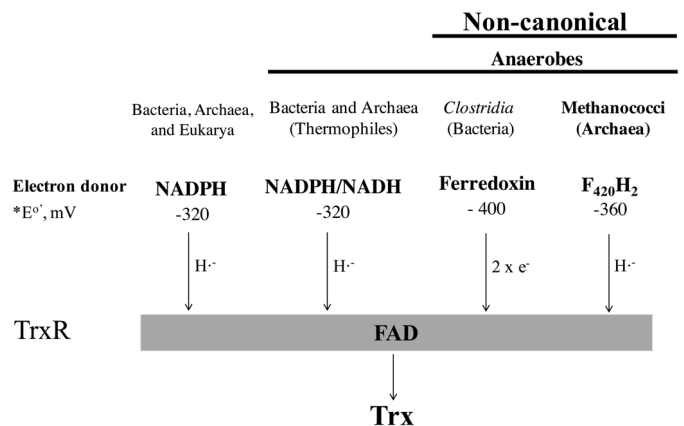 Non-canonical
Anaerobes
Bacteria, Archaea, and Eukarya
Bacteria and Archaea (Thermophiles)
Clostridia (Bacteria)
Methanococci (Archaea)
Electron donor NADPH NADPH/NADH Ferredoxin F₄₂₀H₂
*Eº', mV -320 -320 - 400 -360
H·⁻ H·⁻ 2 x e⁻ H·⁻
TrxR FAD
Trx